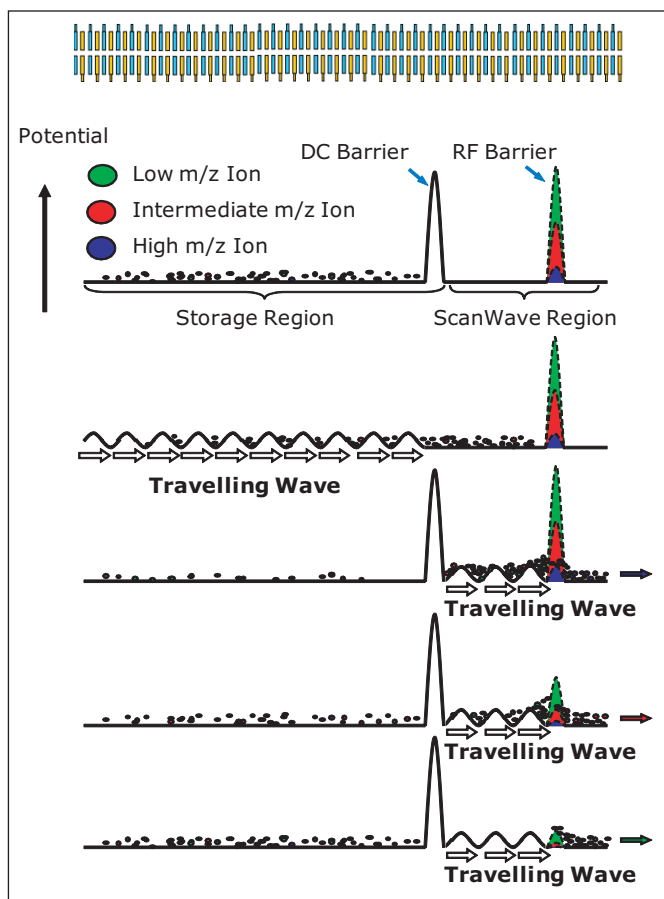 Potential
DC Barrier
RF Barrier
Low m/z Ion
Intermediate m/z Ion
High m/z Ion
Storage Region
ScanWave Region
Travelling Wave
Travelling Wave
Travelling Wave
Travelling Wave